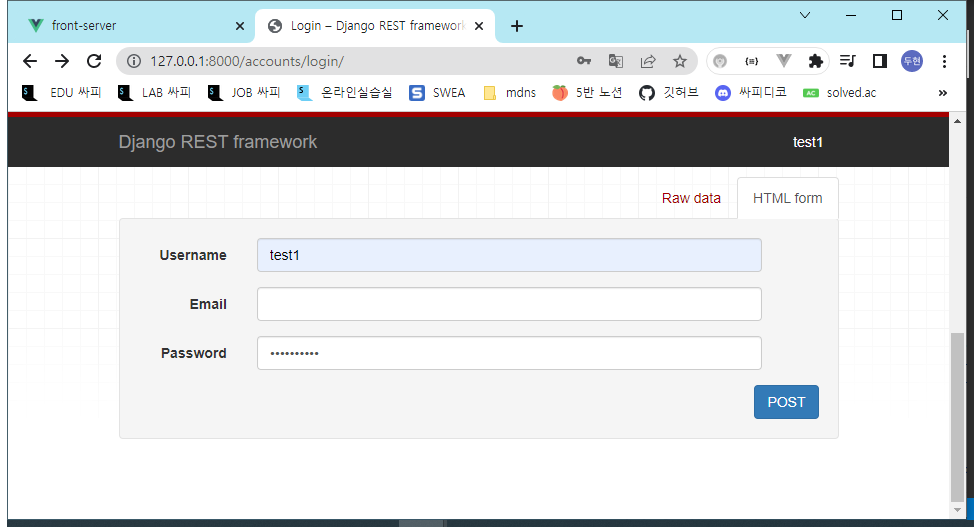 front-server
Login – Django REST framework
127.0.0.1:8000/accounts/login/
두현
EDU 싸피 LAB 싸피 JOB 싸피 온라인실습실 SWEA mdns 5반 노션 깃허브 싸피디코 AC solved.ac »
Django REST framework test1
Raw data HTML form
Username test1
Email
Password ••••••••••
POST